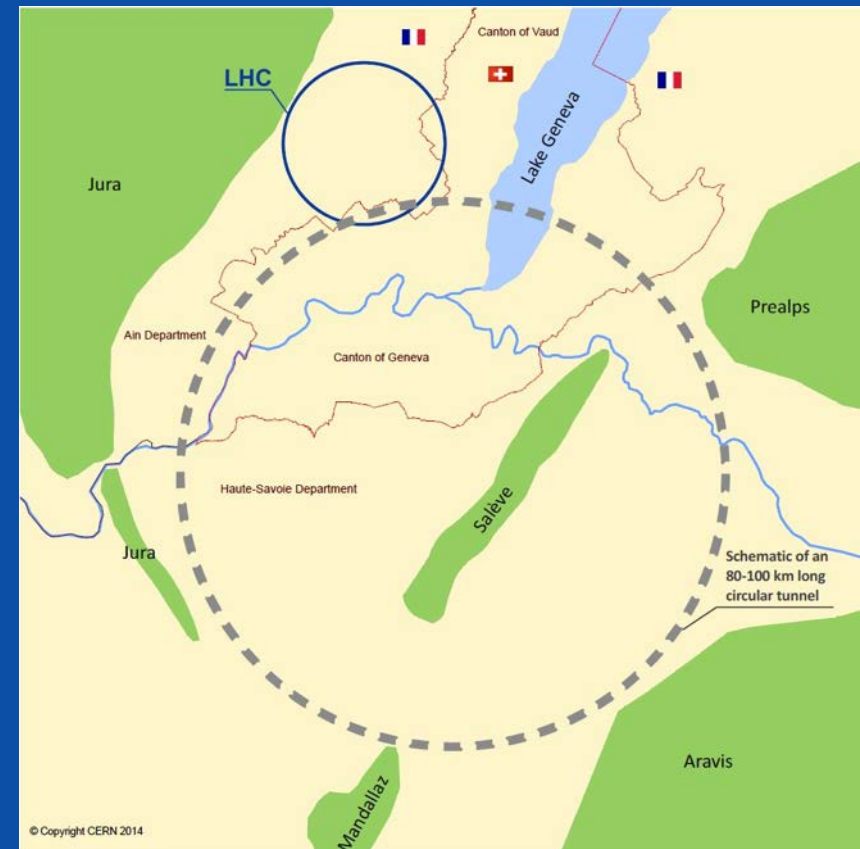 Canton of Vaud
LHC
Lake Geneva
Jura
Prealps
Ain Department
Canton of Geneva
Haute-Savoie Department
Salève
Jura
Schematic of an
80-100 km long
circular tunnel
Aravis
Mandallaz
© Copyright CERN 2014